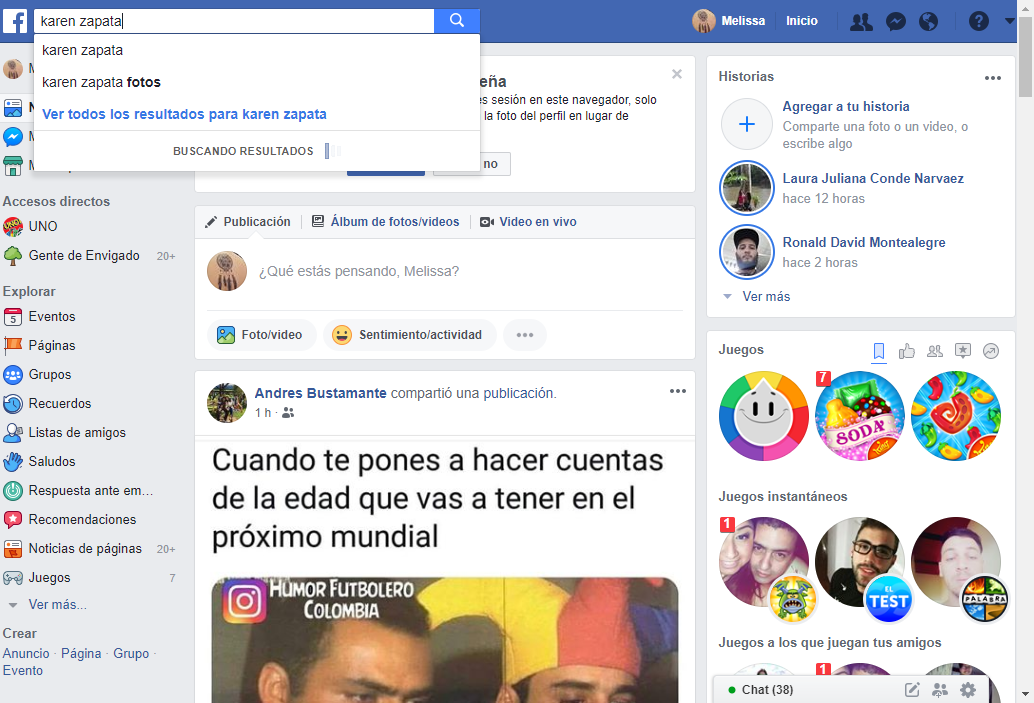 karen zapata
Melissa
Inicio
karen zapata
karen zapata fotos
Ver todos los resultados para karen zapata
BUSCANDO RESULTADOS
eña
sesión en este navegador, solo
la foto del perfil en lugar de
no
Accesos directos
UNO
Gente de Envigado 20+
Explorar
Eventos
Páginas
Grupos
Recuerdos
Listas de amigos
Saludos
Respuesta ante em...
Recomendaciones
Noticias de páginas 20+
Juegos 7
Ver más...
Crear
Anuncio · Página · Grupo ·
Evento
Publicación
Álbum de fotos/videos
Video en vivo
¿Qué estás pensando, Melissa?
Foto/video
Sentimiento/actividad
Andres Bustamante compartió una publicación.
1 h ·
Cuando te pones a hacer cuentas
de la edad que vas a tener en el
próximo mundial
HUMOR FUTBOLERO
COLOMBIA
Historias
Agregar a tu historia
Comparte una foto o un video, o
escribe algo
Laura Juliana Conde Narvaez
hace 12 horas
Ronald David Montealegre
hace 2 horas
Ver más
Juegos
7
SODA
Juegos instantáneos
1
EL
TEST
PALABRA
Juegos a los que juegan tus amigos
1
Chat (38)